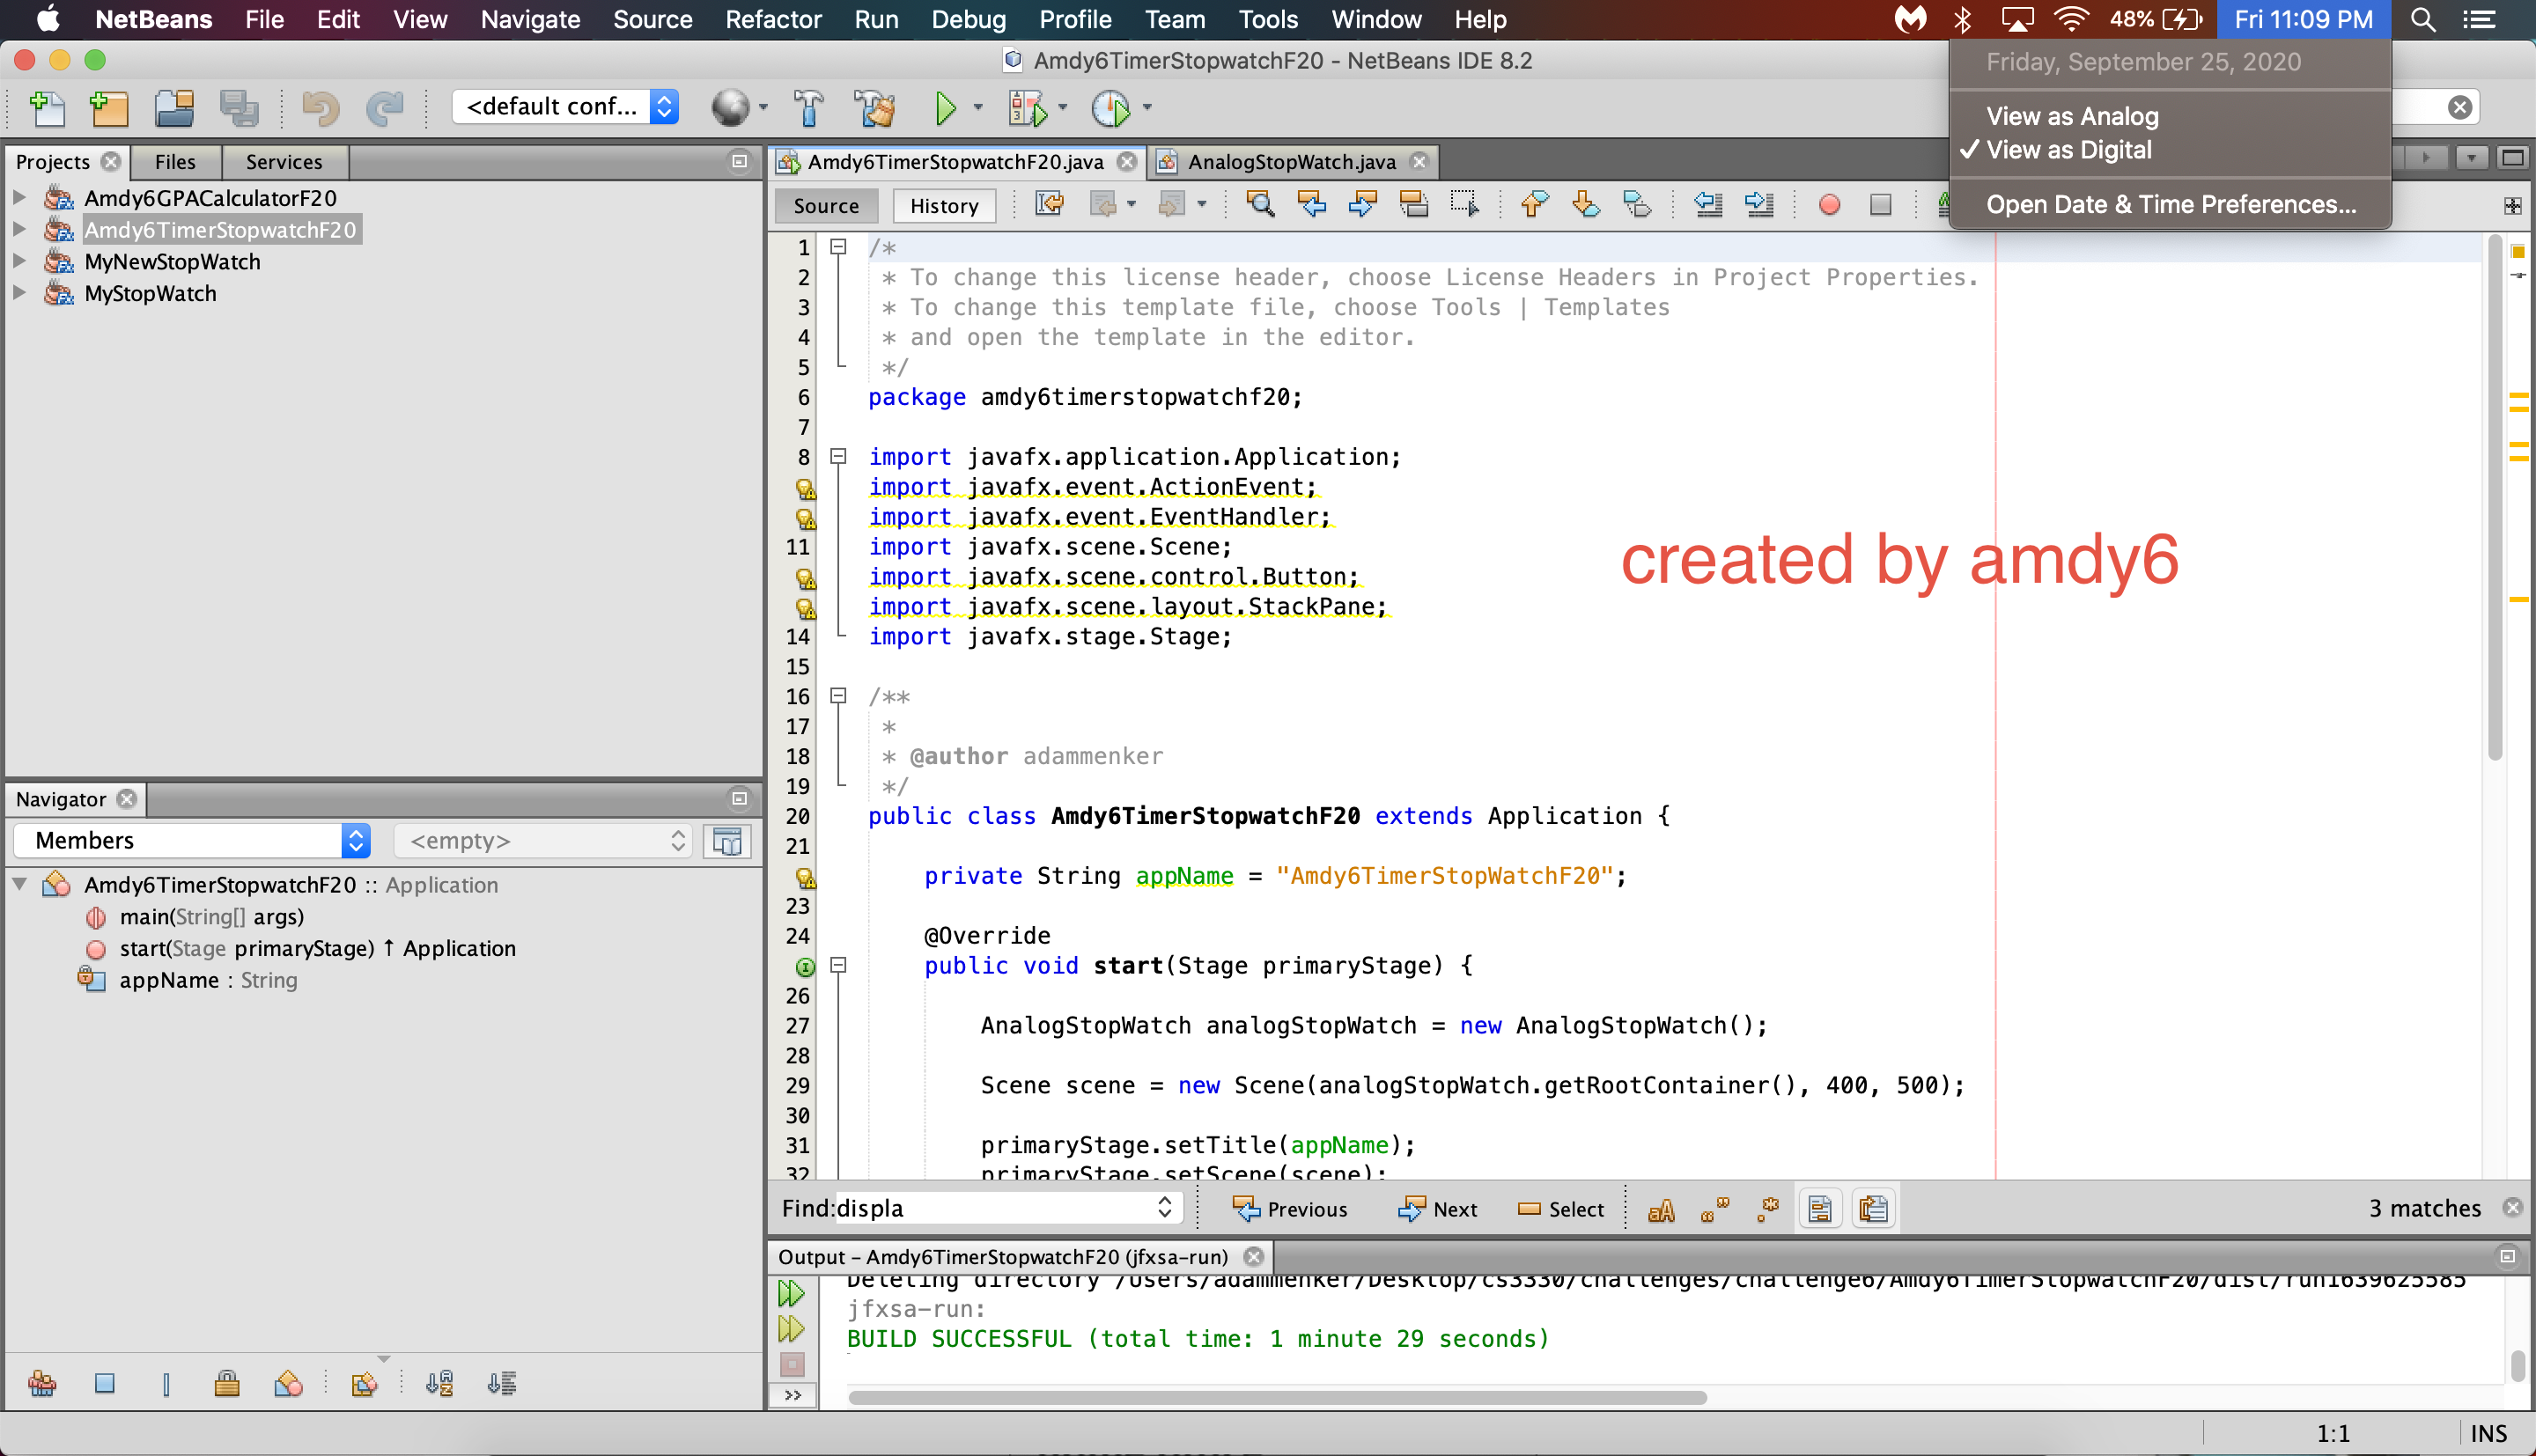 NetBeans File Edit View Navigate Source Refactor Run Debug Profile Team Tools Window Help 48% Fri 11:09 PM
Amdy6TimerStopwatchF20 - NetBeans IDE 8.2
Friday, September 25, 2020
View as Analog
✓ View as Digital
Open Date & Time Preferences...
<default conf...
Projects Files Services
Amdy6GPACalculatorF20
Amdy6TimerStopwatchF20
MyNewStopWatch
MyStopWatch
Navigator
Members <empty>
Amdy6TimerStopwatchF20 :: Application
main(String[] args)
start(Stage primaryStage) ↑ Application
appName : String
Amdy6TimerStopwatchF20.java AnalogStopWatch.java
Source History
1 /*
2 * To change this license header, choose License Headers in Project Properties.
3 * To change this template file, choose Tools | Templates
4 * and open the template in the editor.
5 */
6 package amdy6timerstopwatchf20;
7
8 import javafx.application.Application;
import javafx.event.ActionEvent;
import javafx.event.EventHandler;
11 import javafx.scene.Scene;
import javafx.scene.control.Button;
import javafx.scene.layout.StackPane;
14 import javafx.stage.Stage;
15
16 /**
17 *
18 * @author adammenker
19 */
20 public class Amdy6TimerStopwatchF20 extends Application {
21
private String appName = "Amdy6TimerStopWatchF20";
23
24 @Override
public void start(Stage primaryStage) {
26
27 AnalogStopWatch analogStopWatch = new AnalogStopWatch();
28
29 Scene scene = new Scene(analogStopWatch.getRootContainer(), 400, 500);
30
31 primaryStage.setTitle(appName);
32 primaryStage.setScene(scene);
created by amdy6
Find: displa Previous Next Select 3 matches
Output - Amdy6TimerStopwatchF20 (jfxsa-run)
Deleting directory /Users/adammenker/Desktop/cs3330/challenges/challenge6/Amdy6TimerStopwatchF20/dist/run1639625585
jfxsa-run:
BUILD SUCCESSFUL (total time: 1 minute 29 seconds)
1:1 INS